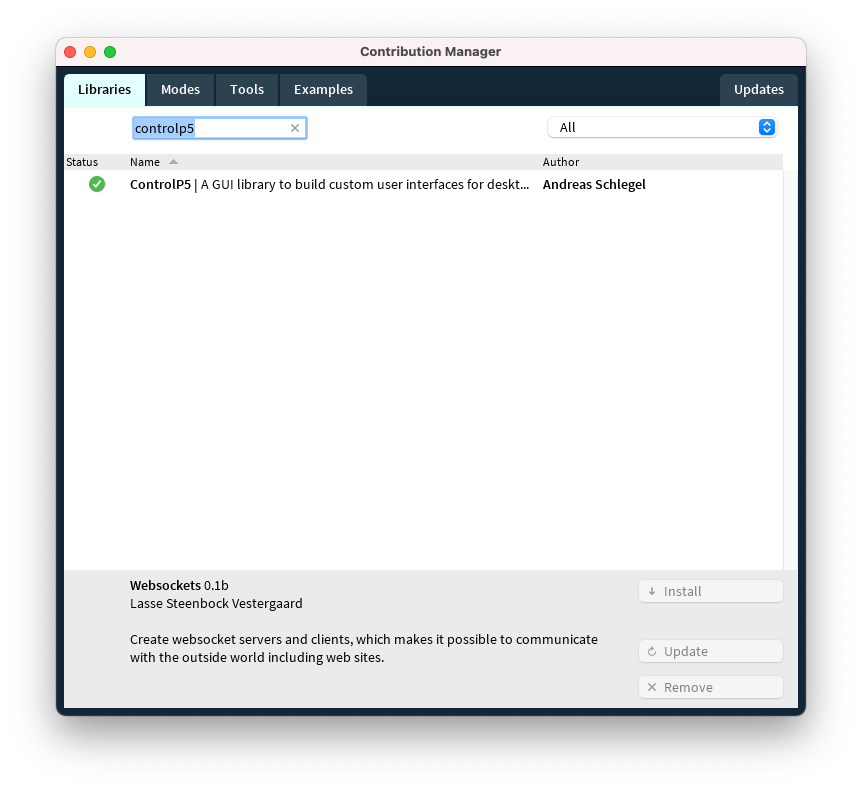 Contribution Manager
Libraries Modes Tools Examples Updates
controlp5 All
Status Name Author
ControlP5 | A GUI library to build custom user interfaces for deskt... Andreas Schlegel
Websockets 0.1b
Install
Lasse Steenbock Vestergaard
Create websocket servers and clients, which makes it possible to communicate
with the outside world including web sites.
Update
Remove